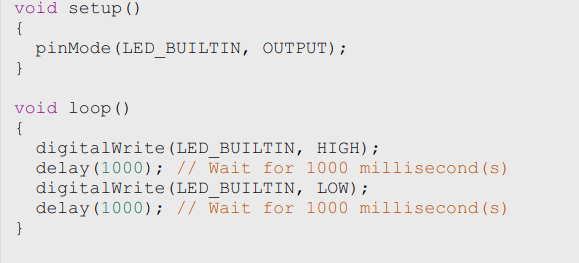 void setup()
{
  pinMode(LED_BUILTIN, OUTPUT);
}

void loop()
{
  digitalWrite(LED_BUILTIN, HIGH);
  delay(1000); // Wait for 1000 millisecond(s)
  digitalWrite(LED_BUILTIN, LOW);
  delay(1000); // Wait for 1000 millisecond(s)
}